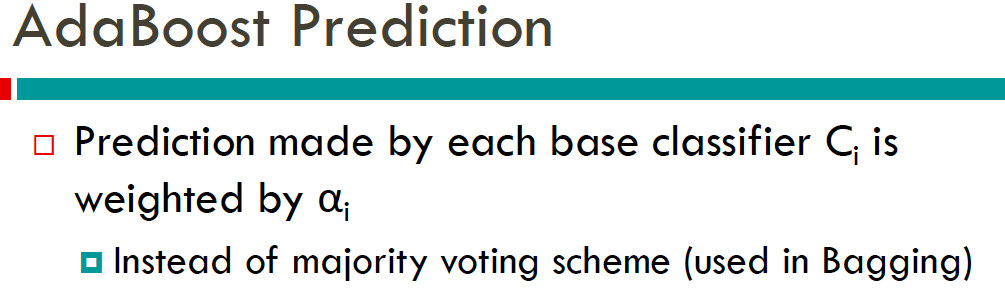 AdaBoost Prediction
Prediction made by each base classifier Cᵢ is
weighted by αᵢ
Instead of majority voting scheme (used in Bagging)